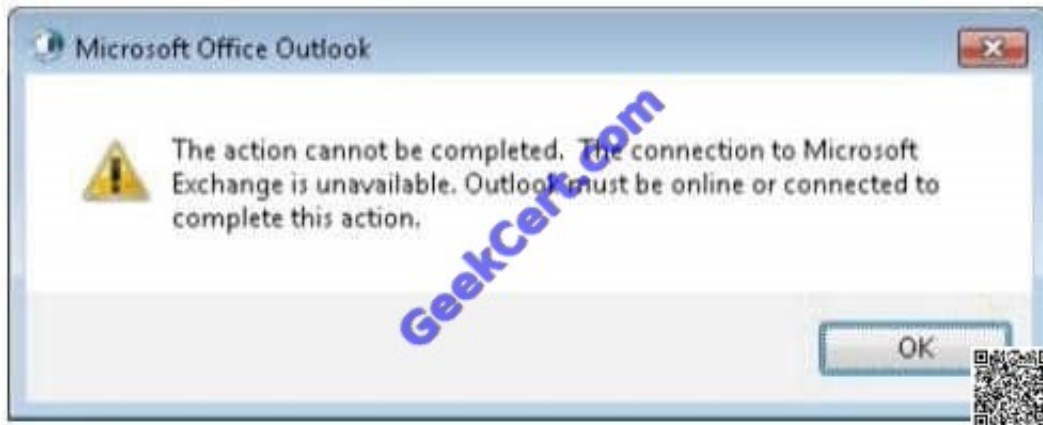 Microsoft Office Outlook
The action cannot be completed. The connection to Microsoft
Exchange is unavailable. Outlook must be online or connected to
complete this action.
GeekCert.com
OK